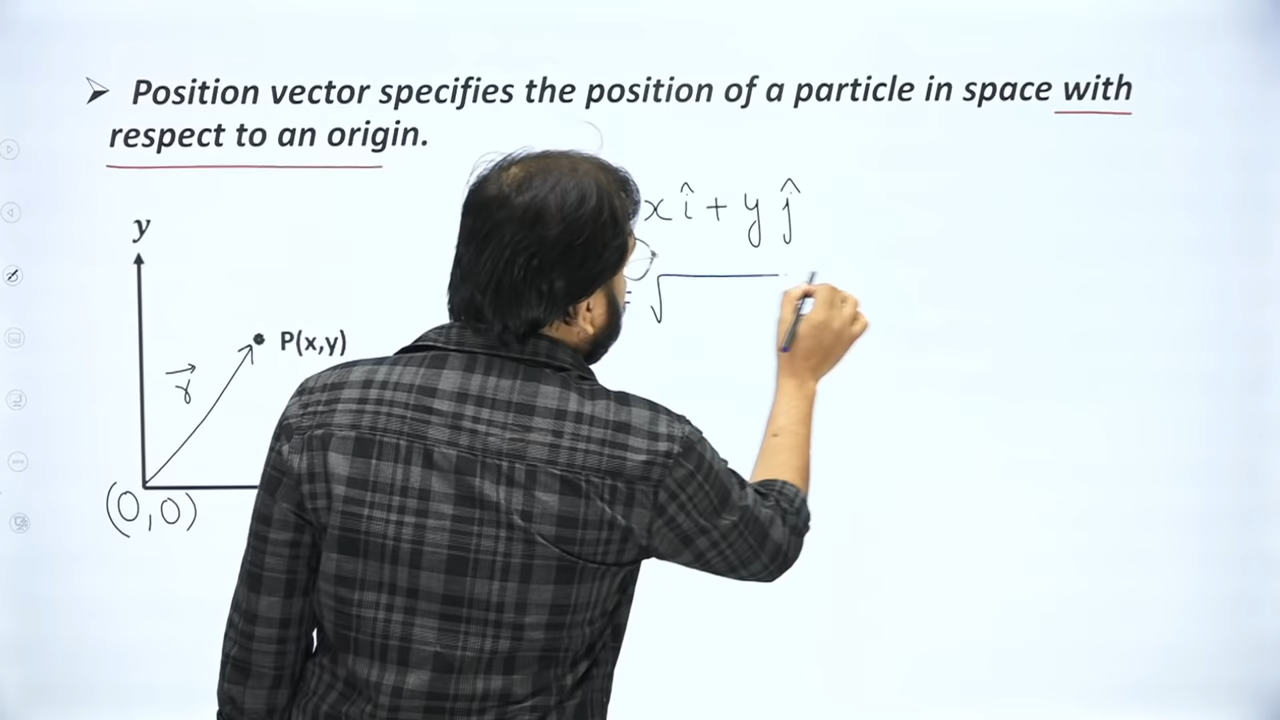 ➢ Position vector specifies the position of a particle in space with
respect to an origin.
xî + yĵ
= √
y
P(x,y)
r⃗
(0,0)